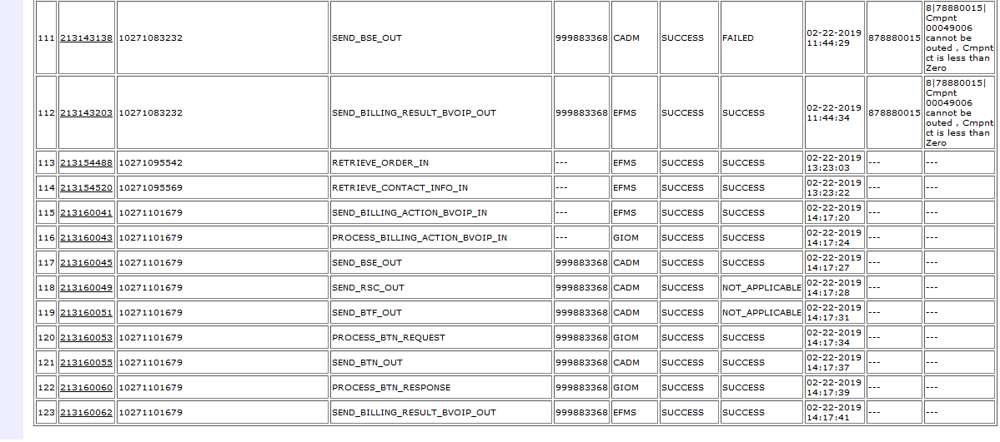 111 213143138 10271083232 SEND_BSE_OUT 999883368 CADM SUCCESS FAILED 02-22-2019 11:44:29 878880015 8|78880015| Cmpnt 00049006 cannot be outed , Cmpnt ct is less than Zero
112 213143203 10271083232 SEND_BILLING_RESULT_BVOIP_OUT 999883368 EFMS SUCCESS SUCCESS 02-22-2019 11:44:34 878880015 8|78880015| Cmpnt 00049006 cannot be outed , Cmpnt ct is less than Zero
113 213154488 10271095542 RETRIEVE_ORDER_IN --- EFMS SUCCESS SUCCESS 02-22-2019 13:23:03 --- ---
114 213154520 10271095569 RETRIEVE_CONTACT_INFO_IN --- EFMS SUCCESS SUCCESS 02-22-2019 13:23:22 --- ---
115 213160041 10271101679 SEND_BILLING_ACTION_BVOIP_IN --- EFMS SUCCESS SUCCESS 02-22-2019 14:17:20 --- ---
116 213160043 10271101679 PROCESS_BILLING_ACTION_BVOIP_IN --- GIOM SUCCESS SUCCESS 02-22-2019 14:17:24 --- ---
117 213160045 10271101679 SEND_BSE_OUT 999883368 CADM SUCCESS SUCCESS 02-22-2019 14:17:27 --- ---
118 213160049 10271101679 SEND_RSC_OUT 999883368 CADM SUCCESS NOT_APPLICABLE 02-22-2019 14:17:28 --- ---
119 213160051 10271101679 SEND_BTF_OUT 999883368 CADM SUCCESS NOT_APPLICABLE 02-22-2019 14:17:31 --- ---
120 213160053 10271101679 PROCESS_BTN_REQUEST 999883368 GIOM SUCCESS SUCCESS 02-22-2019 14:17:34 --- ---
121 213160055 10271101679 SEND_BTN_OUT 999883368 CADM SUCCESS SUCCESS 02-22-2019 14:17:37 --- ---
122 213160060 10271101679 PROCESS_BTN_RESPONSE 999883368 GIOM SUCCESS SUCCESS 02-22-2019 14:17:39 --- ---
123 213160062 10271101679 SEND_BILLING_RESULT_BVOIP_OUT 999883368 EFMS SUCCESS SUCCESS 02-22-2019 14:17:41 --- ---